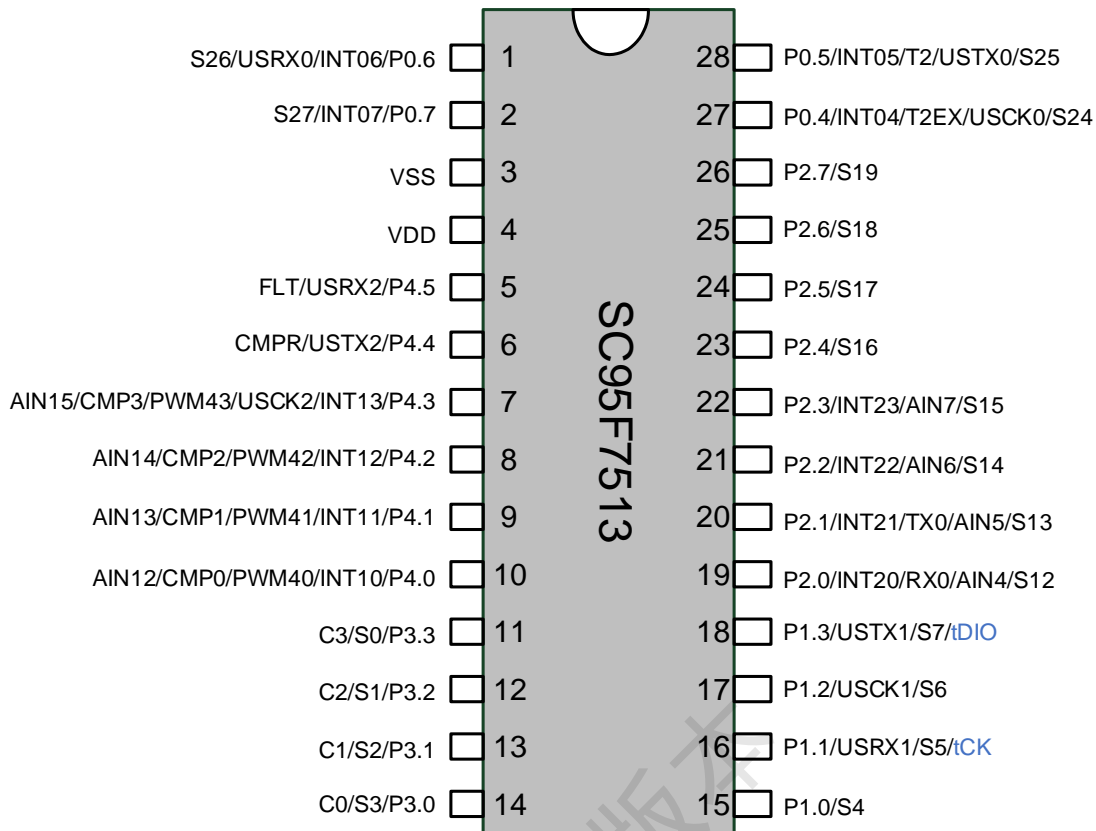 S26/USRX0/INT06/P0.6 1 28 P0.5/INT05/T2/USTX0/S25
S27/INT07/P0.7 2 27 P0.4/INT04/T2EX/USCK0/S24
VSS 3 26 P2.7/S19
VDD 4 25 P2.6/S18
FLT/USRX2/P4.5 5 24 P2.5/S17
CMPR/USTX2/P4.4 6 23 P2.4/S16
AIN15/CMP3/PWM43/USCK2/INT13/P4.3 7 22 P2.3/INT23/AIN7/S15
AIN14/CMP2/PWM42/INT12/P4.2 8 21 P2.2/INT22/AIN6/S14
AIN13/CMP1/PWM41/INT11/P4.1 9 20 P2.1/INT21/TX0/AIN5/S13
AIN12/CMP0/PWM40/INT10/P4.0 10 19 P2.0/INT20/RX0/AIN4/S12
C3/S0/P3.3 11 18 P1.3/USTX1/S7/tDIO
C2/S1/P3.2 12 17 P1.2/USCK1/S6
C1/S2/P3.1 13 16 P1.1/USRX1/S5/tCK
C0/S3/P3.0 14 15 P1.0/S4
SC95F7513
版本